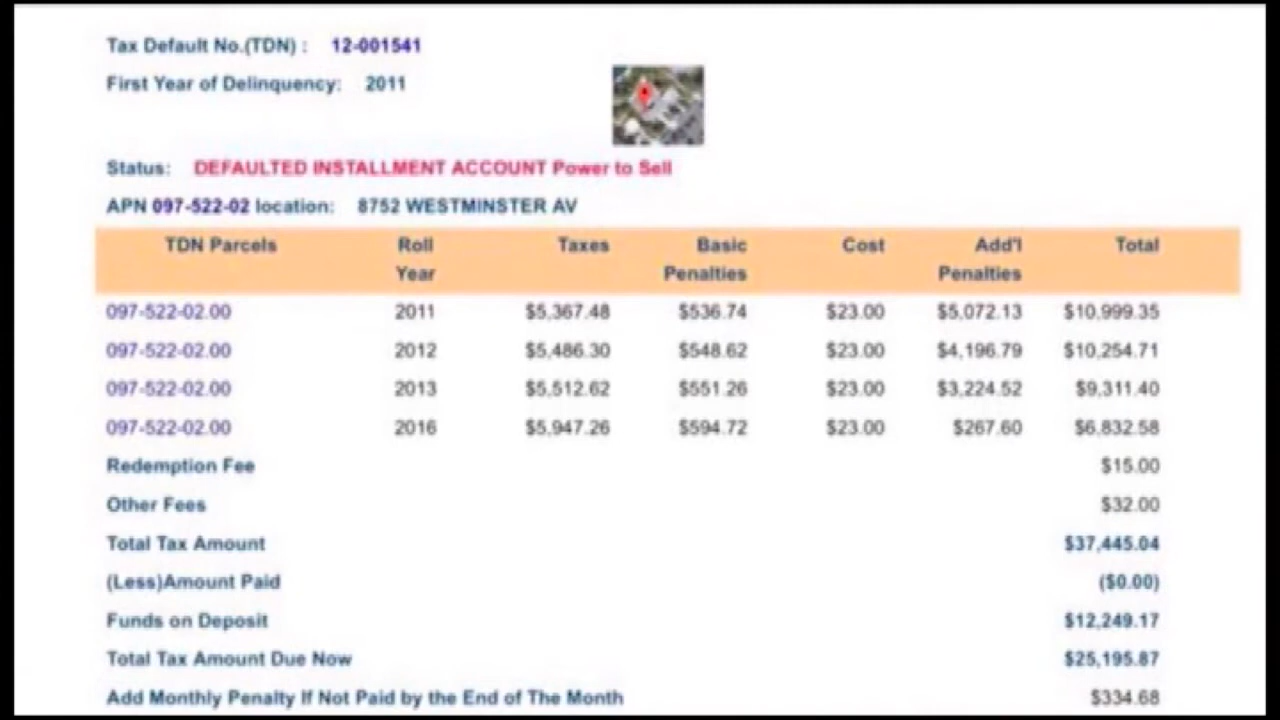 Tax Default No.(TDN) : 12-001541
First Year of Delinquency: 2011
Status: DEFAULTED INSTALLMENT ACCOUNT Power to Sell
APN 097-522-02 location: 8752 WESTMINSTER AV
TDN Parcels Roll Year Taxes Basic Penalties Cost Add'l Penalties Total
097-522-02.00 2011 $5,367.48 $536.74 $23.00 $5,072.13 $10,999.35
097-522-02.00 2012 $5,486.30 $548.62 $23.00 $4,196.79 $10,254.71
097-522-02.00 2013 $5,512.62 $551.26 $23.00 $3,224.52 $9,311.40
097-522-02.00 2016 $5,947.26 $594.72 $23.00 $267.60 $6,832.58
Redemption Fee $15.00
Other Fees $32.00
Total Tax Amount $37,445.04
(Less)Amount Paid ($0.00)
Funds on Deposit $12,249.17
Total Tax Amount Due Now $25,195.87
Add Monthly Penalty If Not Paid by the End of The Month $334.68